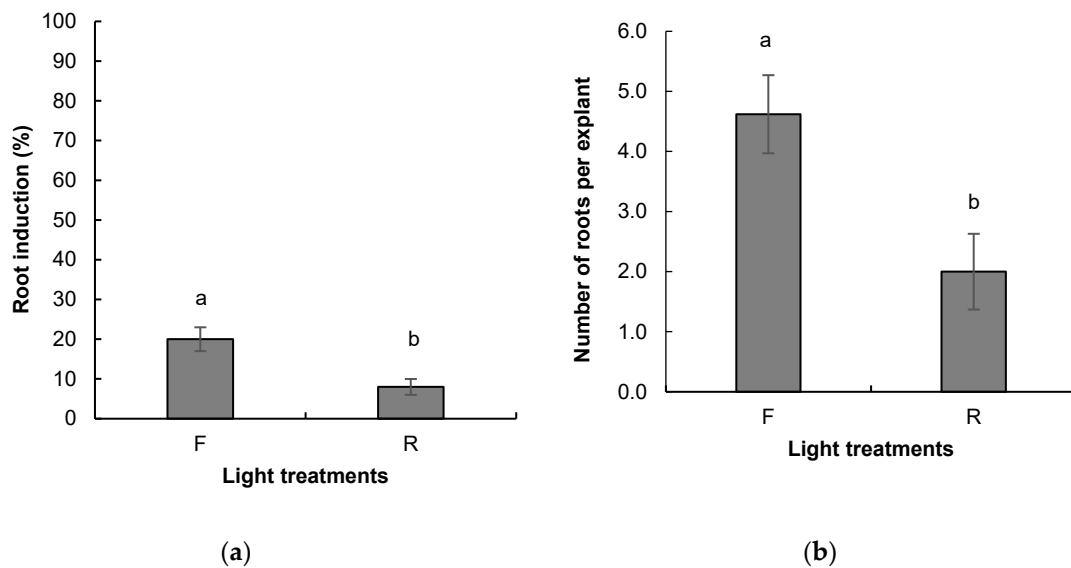 Root induction (%)
100
90
80
70
60
50
40
30
20
10
0
a
b
F
R
Light treatments
(a)
Number of roots per explant
6.0
5.0
4.0
3.0
2.0
1.0
0.0
a
b
F
R
Light treatments
(b)